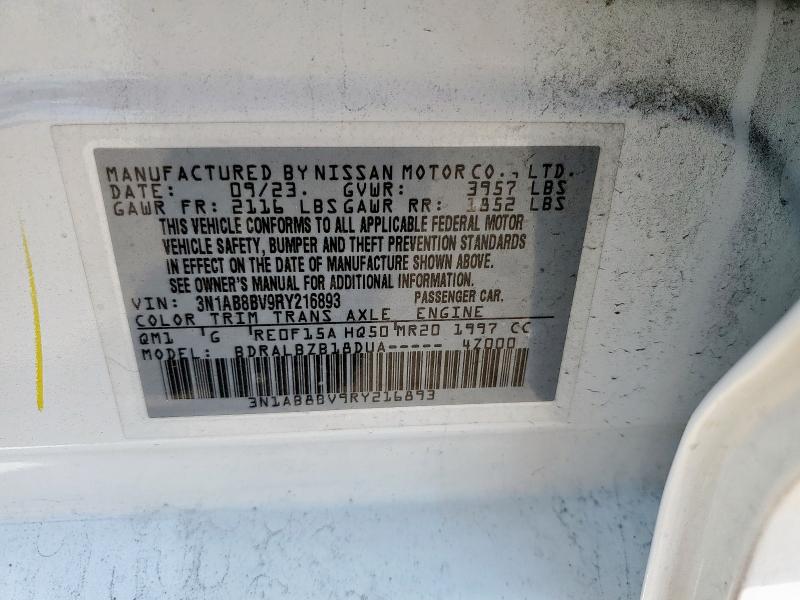 MANUFACTURED BY NISSAN MOTOR CO., LTD.
DATE: 09/23. GVWR: 3957 LBS
GAWR FR: 2116 LBS GAWR RR: 1852 LBS
THIS VEHICLE CONFORMS TO ALL APPLICABLE FEDERAL MOTOR
VEHICLE SAFETY, BUMPER AND THEFT PREVENTION STANDARDS
IN EFFECT ON THE DATE OF MANUFACTURE SHOWN ABOVE.
SEE OWNER'S MANUAL FOR ADDITIONAL INFORMATION.
VIN: 3N1AB8BV9RY216893 PASSENGER CAR.
COLOR TRIM TRANS AXLE ENGINE
QM1 G RE0F15A HQ50 MR20 1997 CC
MODEL: BDRALBZB18DUA----- 47000
3N1AB8BV9RY216893